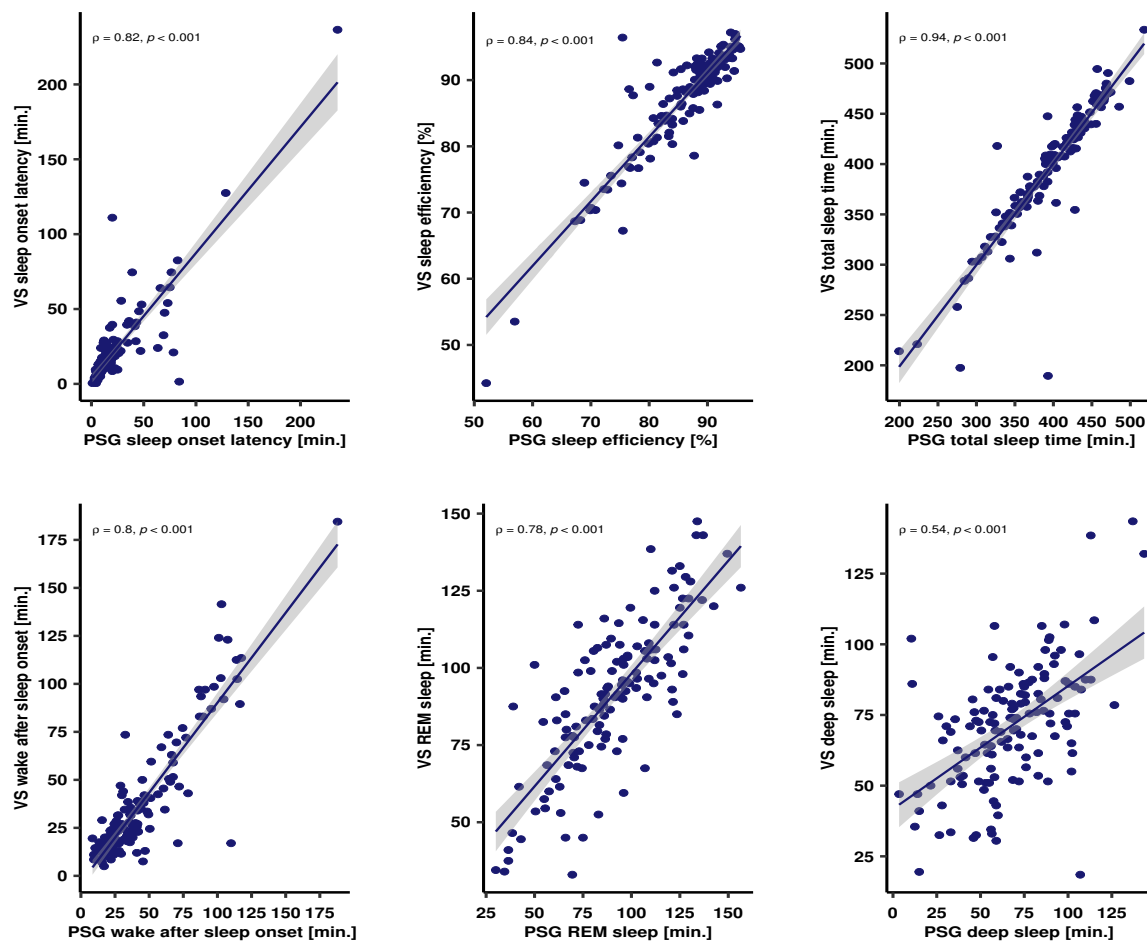 ρ = 0.82, p < 0.001
VS sleep onset latency [min.]
200
150
100
50
0
0 50 100 150 200
PSG sleep onset latency [min.]
ρ = 0.84, p < 0.001
VS sleep efficiency [%]
90
80
70
60
50
50 60 70 80 90
PSG sleep efficiency [%]
ρ = 0.94, p < 0.001
VS total sleep time [min.]
500
450
400
350
300
250
200
200 250 300 350 400 450 500
PSG total sleep time [min.]
ρ = 0.8, p < 0.001
VS wake after sleep onset [min.]
175
150
125
100
75
50
25
0
0 25 50 75 100 125 150 175
PSG wake after sleep onset [min.]
ρ = 0.78, p < 0.001
VS REM sleep [min.]
150
125
100
75
50
25 50 75 100 125 150
PSG REM sleep [min.]
ρ = 0.54, p < 0.001
VS deep sleep [min.]
125
100
75
50
25
0 25 50 75 100 125
PSG deep sleep [min.]